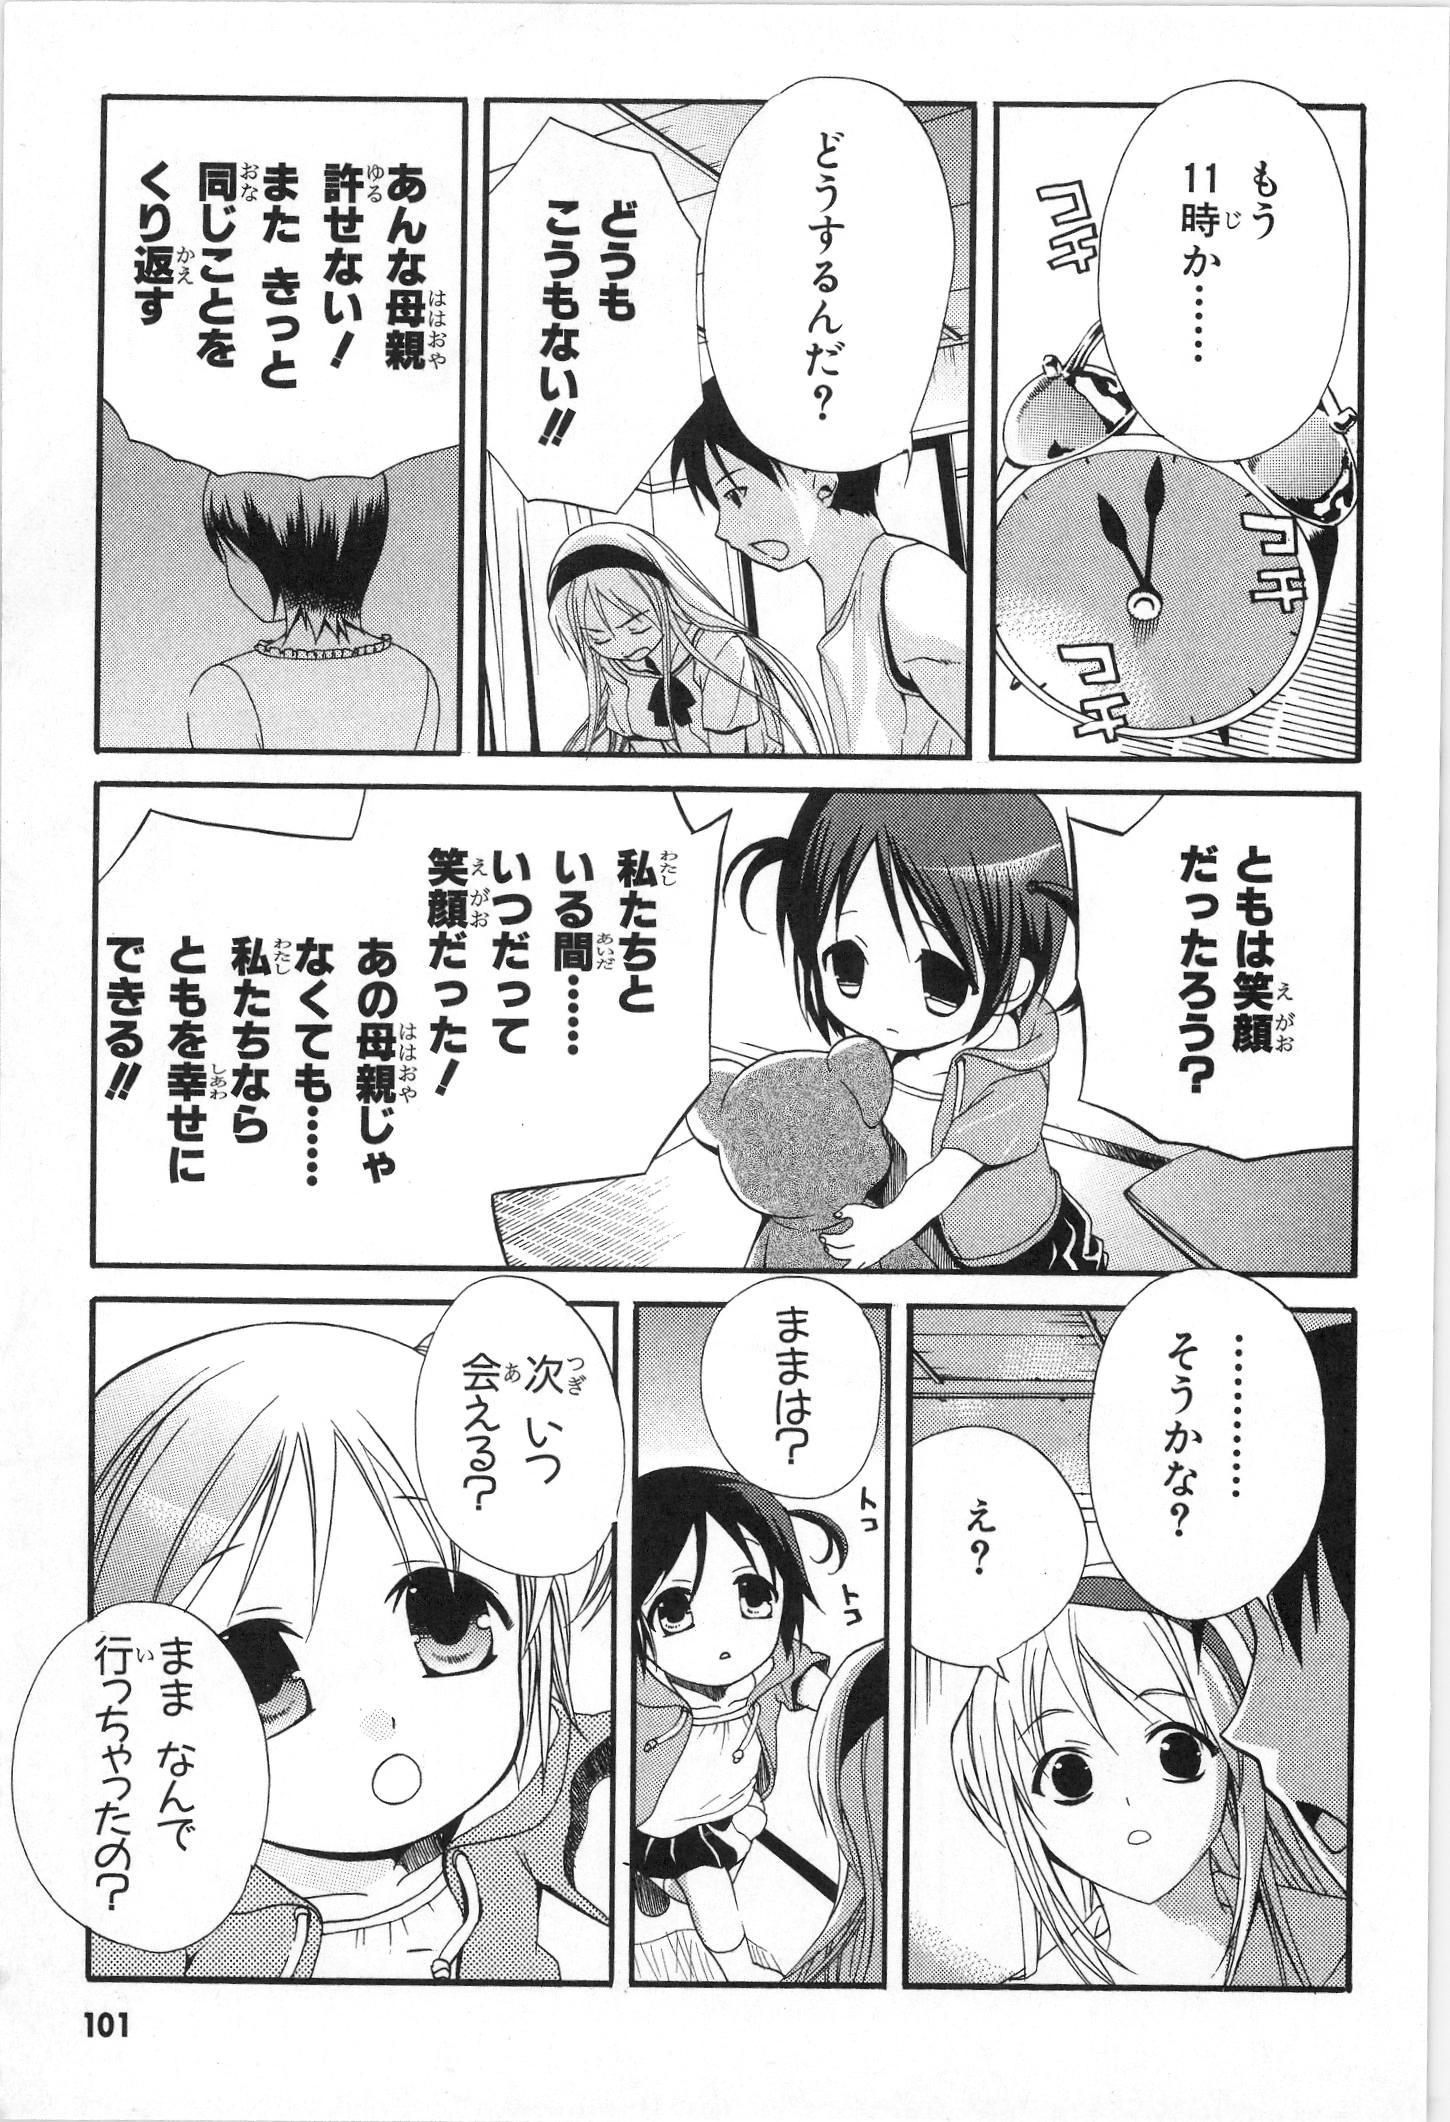 もう
11時か……
コチ
コチ
コチ
どうするんだ?
どうも
こうもない!!
あんな母親
許せない!
また きっと
同じことを
くり返す
ともは笑顔
だったろう?
私たちと
いる間……
いつだって
笑顔だった!
あの母親じゃ
なくても……
私たちなら
ともを幸せに
できる!!
…………
そうかな?
え?
ままは?
トコ
トコ
次 いつ
会える?
まま なんで
行っちゃったの?
101